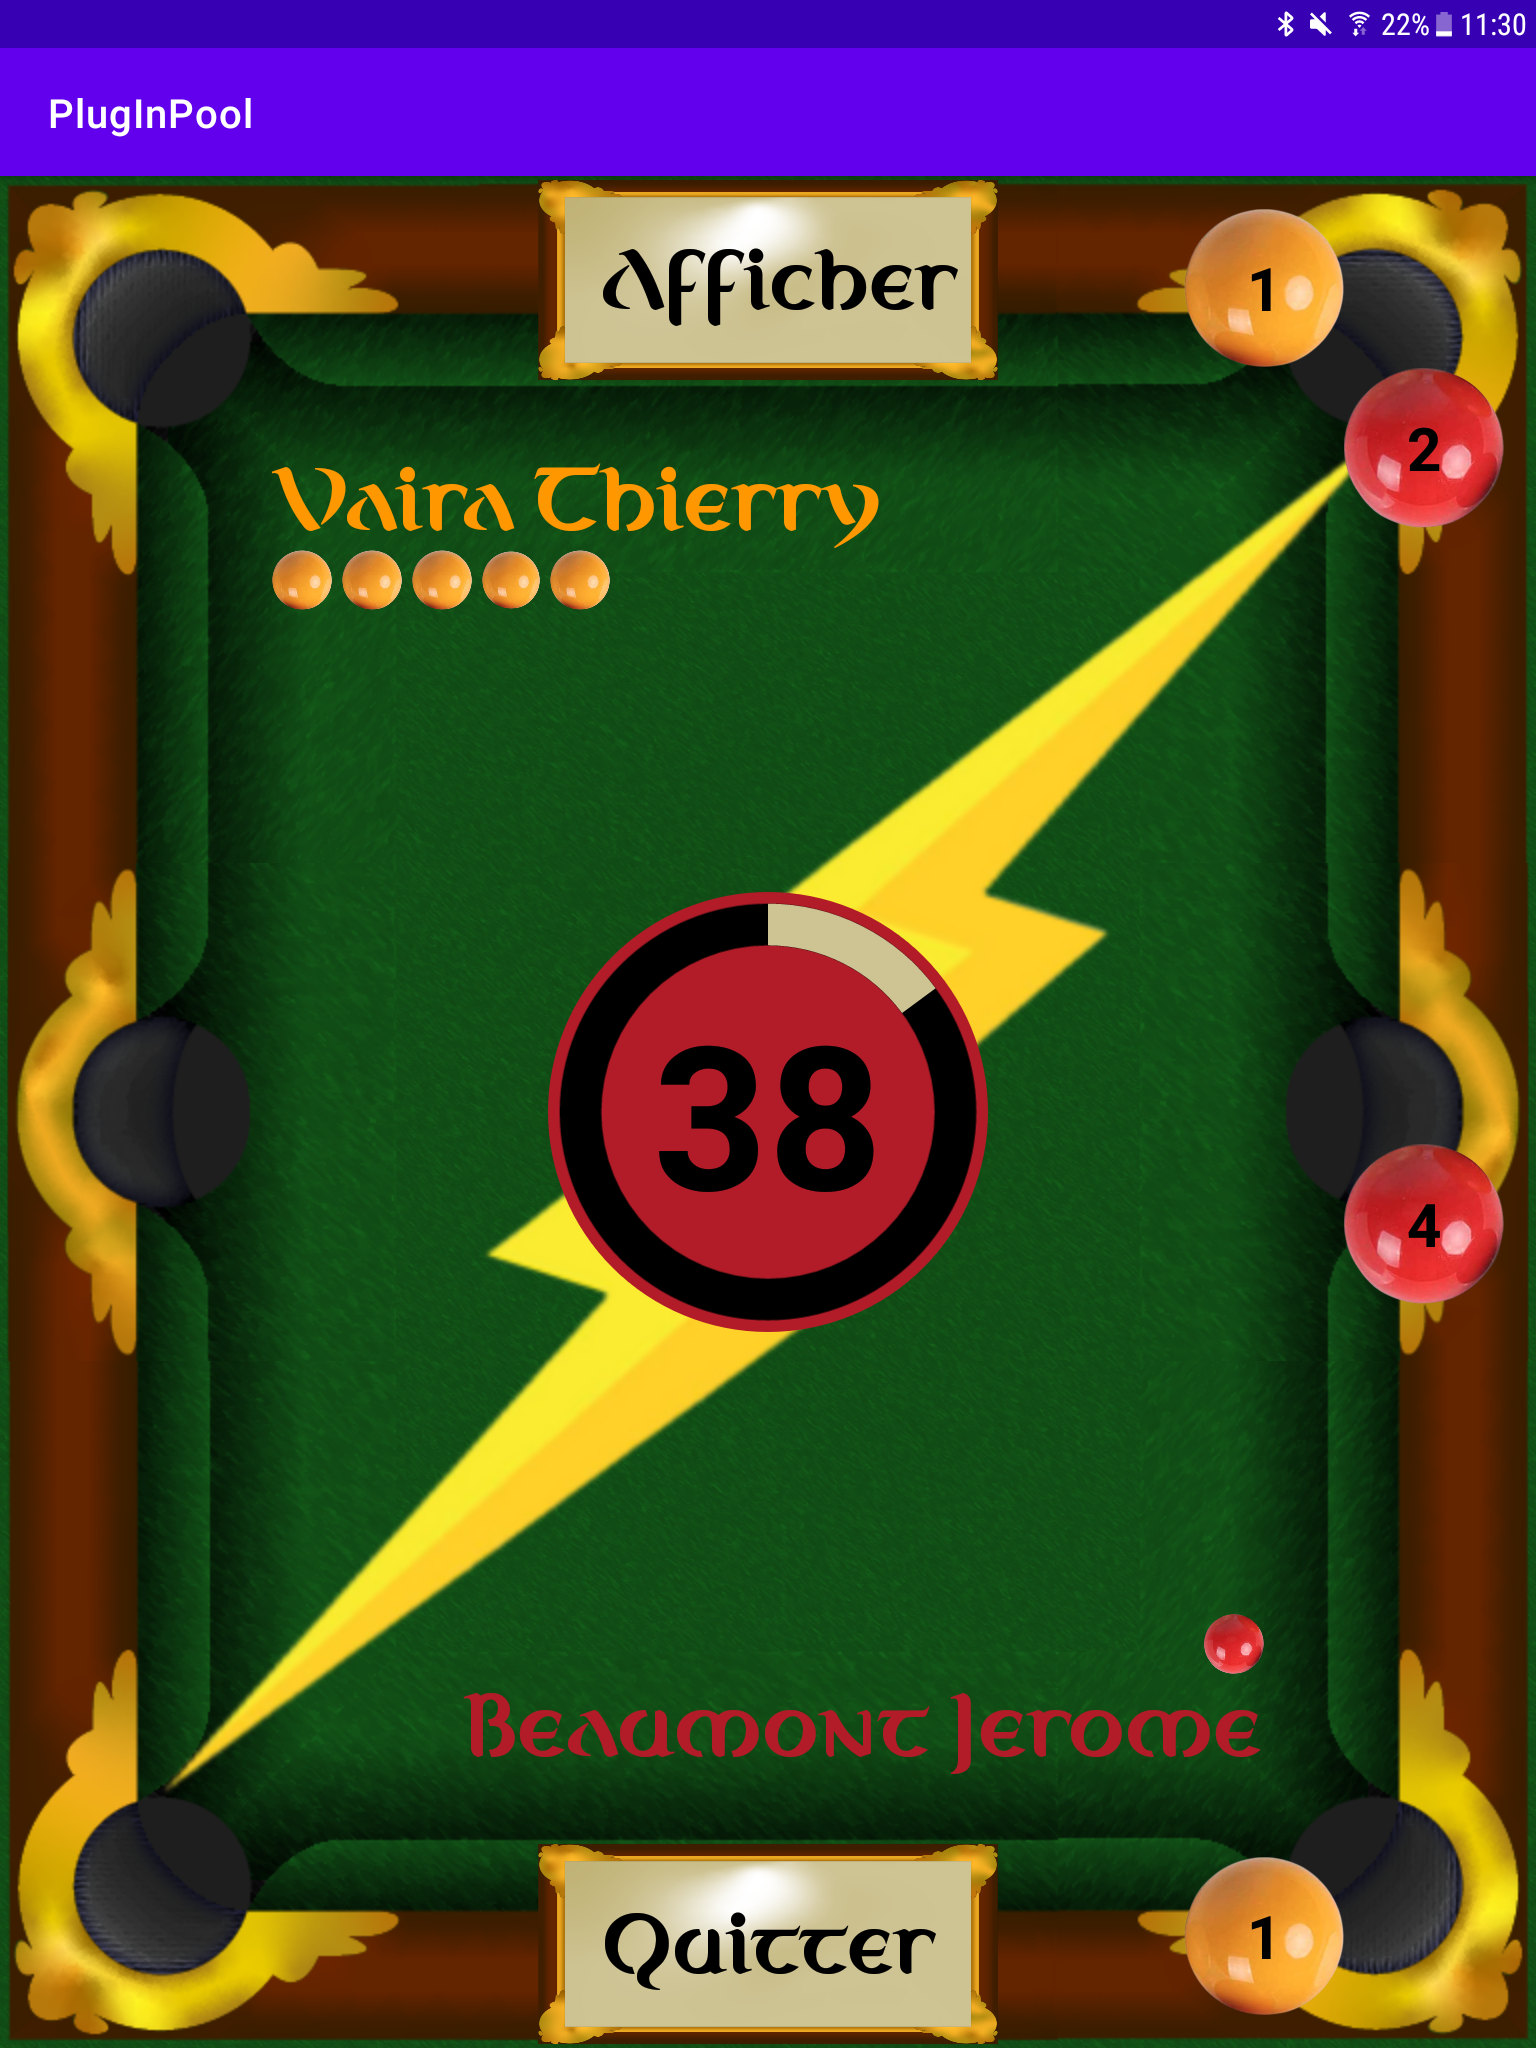 22% 11:30
PlugInPool
Afficher
1
2
Vaira Thierry
38
4
Beaumont Jerome
Quitter
1